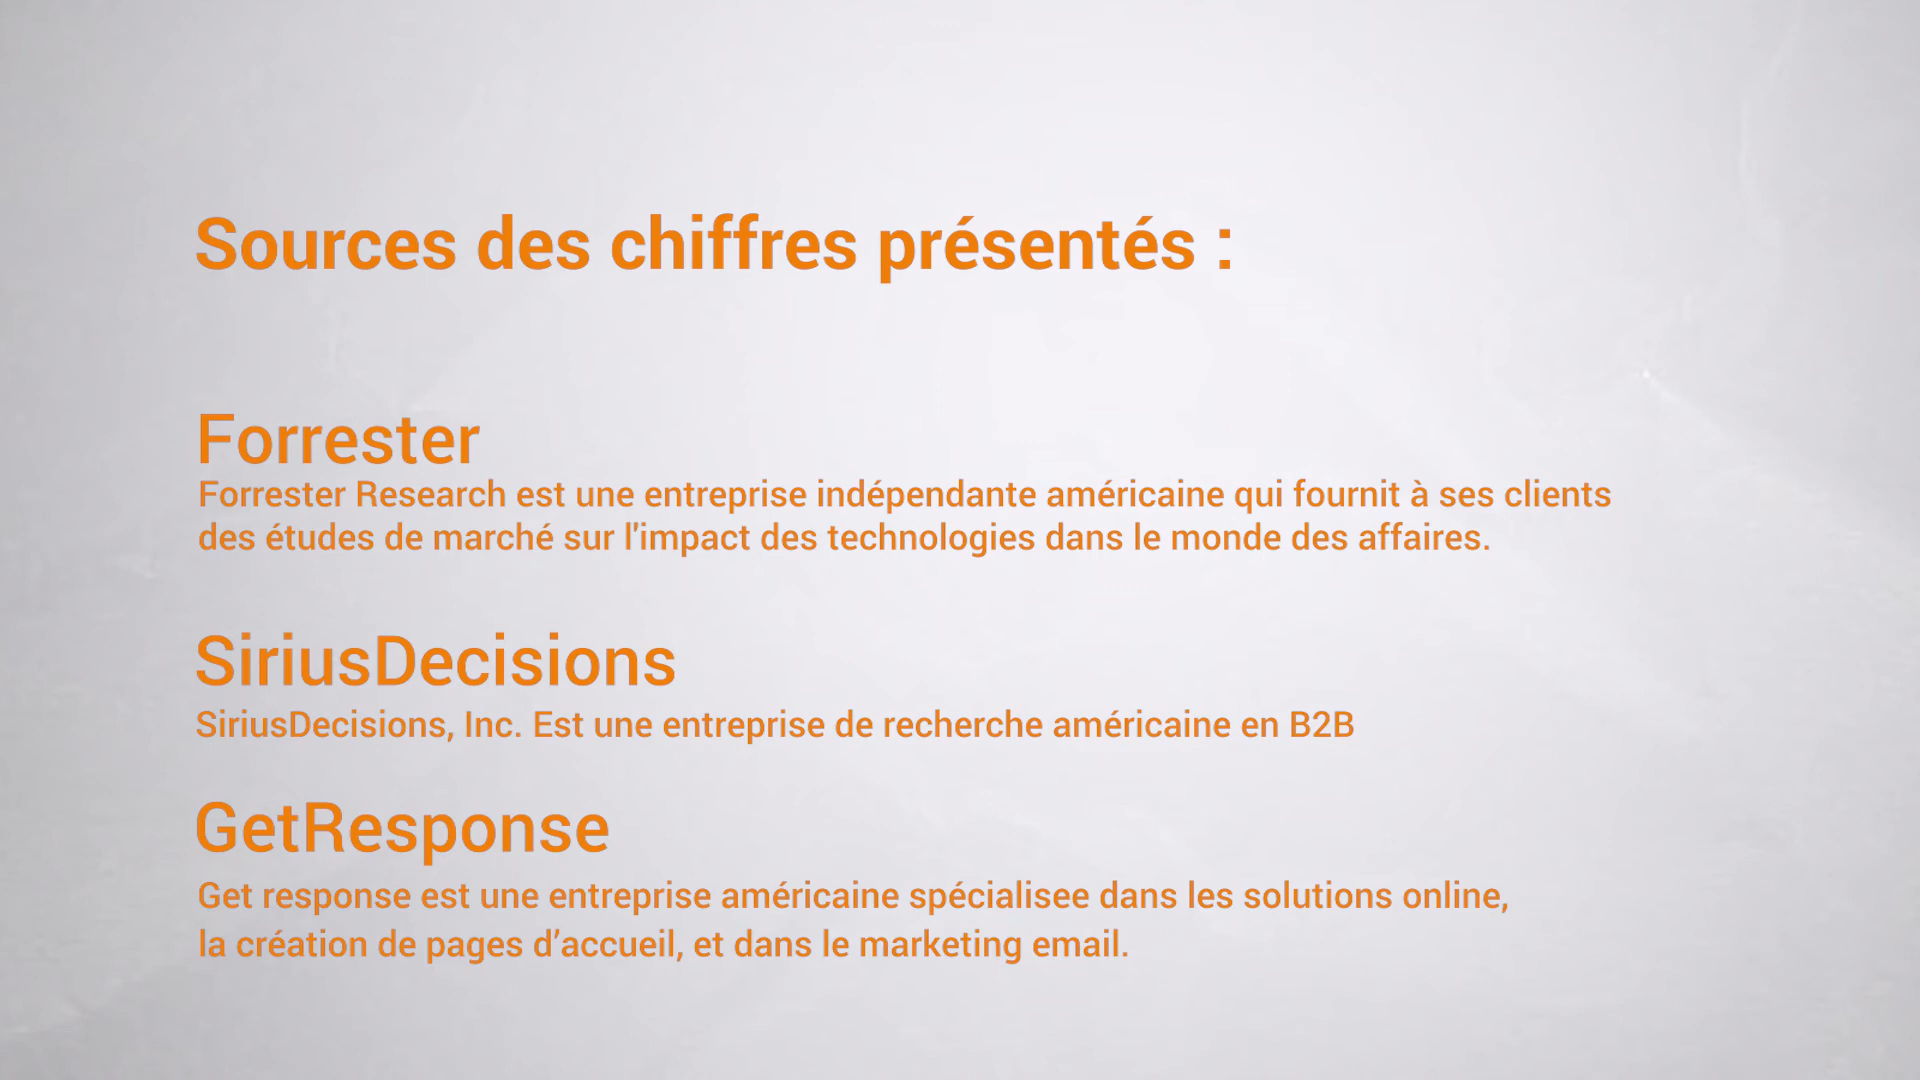 Sources des chiffres présentés :
Forrester
Forrester Research est une entreprise indépendante américaine qui fournit à ses clients
des études de marché sur l'impact des technologies dans le monde des affaires.
SiriusDecisions
SiriusDecisions, Inc. Est une entreprise de recherche américaine en B2B
GetResponse
Get response est une entreprise américaine spécialisee dans les solutions online,
la création de pages d’accueil, et dans le marketing email.